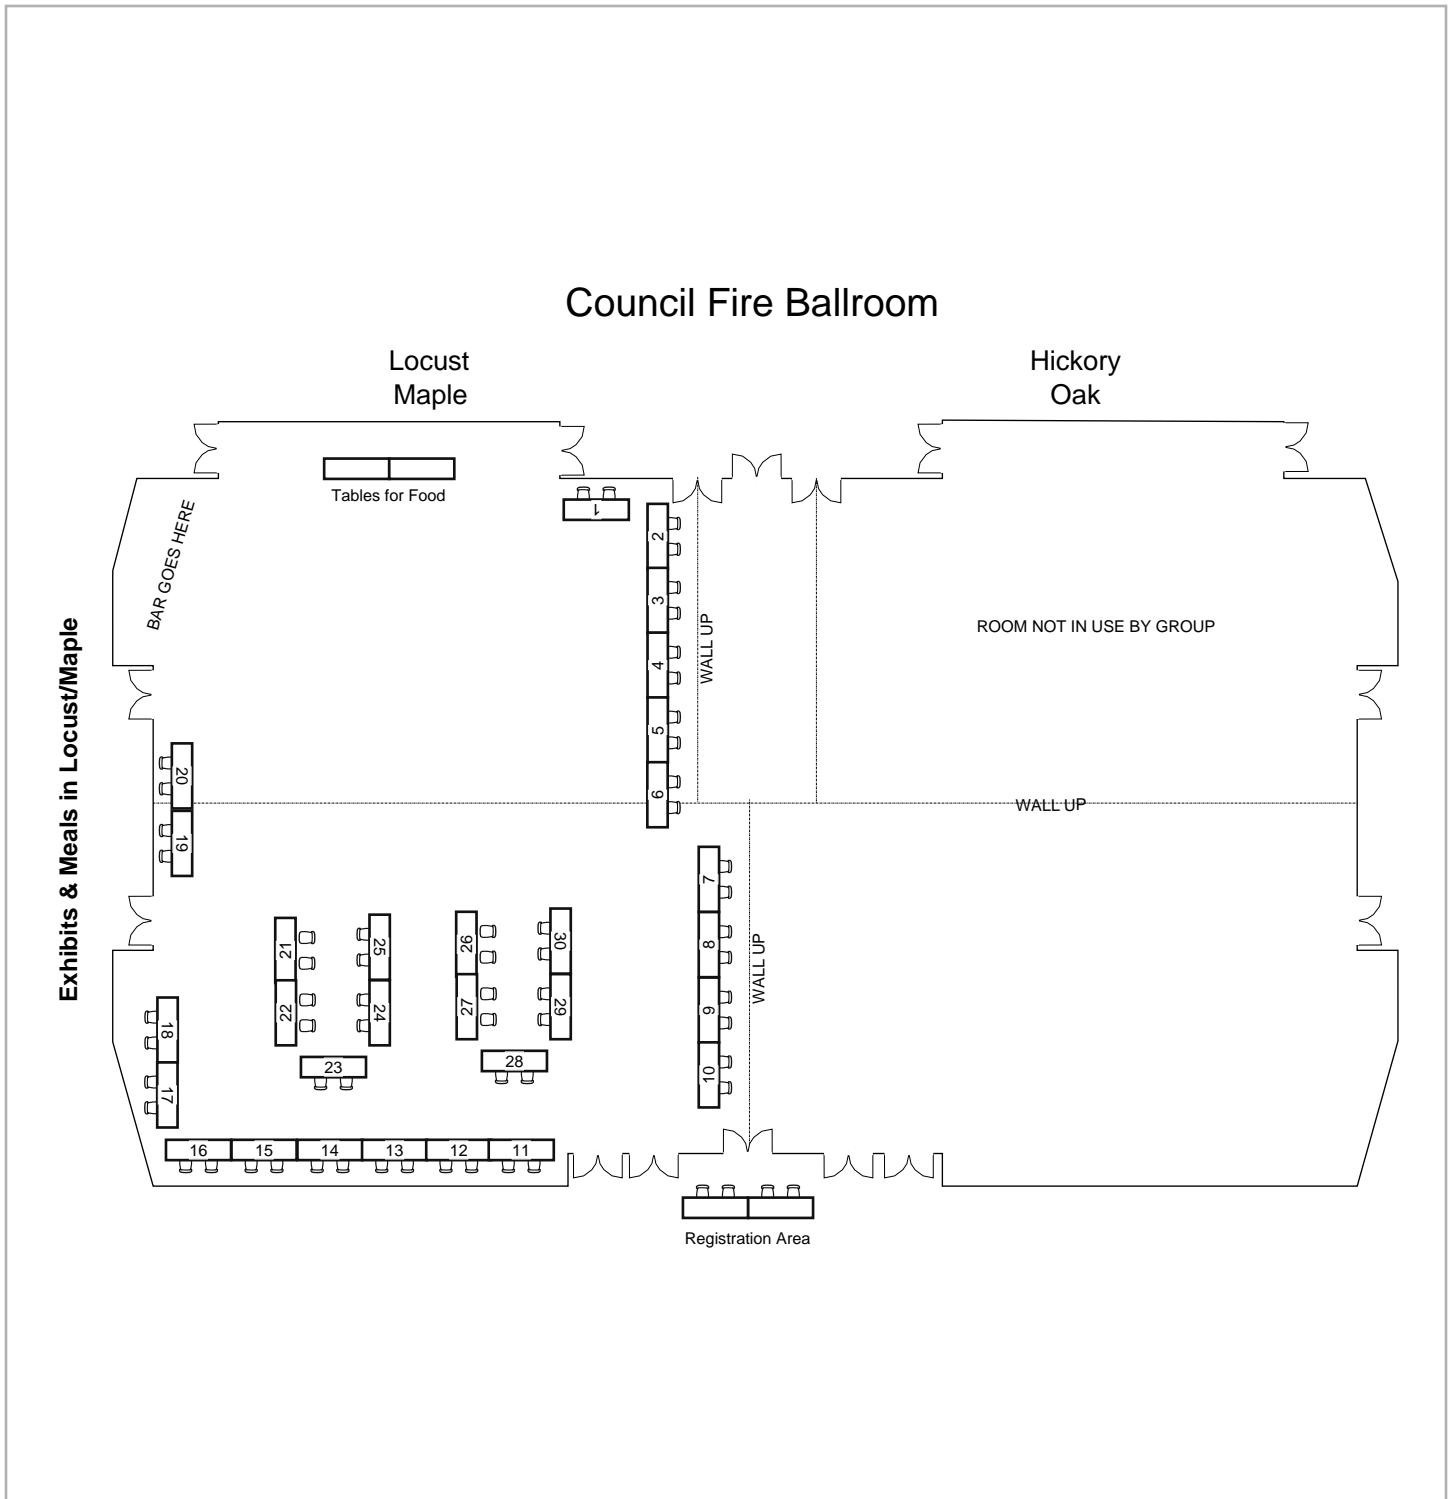 Council Fire Ballroom
Locust
Maple
Hickory
Oak
Tables for Food
BAR GOES HERE
1
2
3
4
5
6
WALL UP
ROOM NOT IN USE BY GROUP
Exhibits & Meals in Locust/Maple
20
19
WALL UP
7
8
9
10
WALL UP
21
22
25
24
23
26
27
30
29
28
18
17
16
15
14
13
12
11
Registration Area